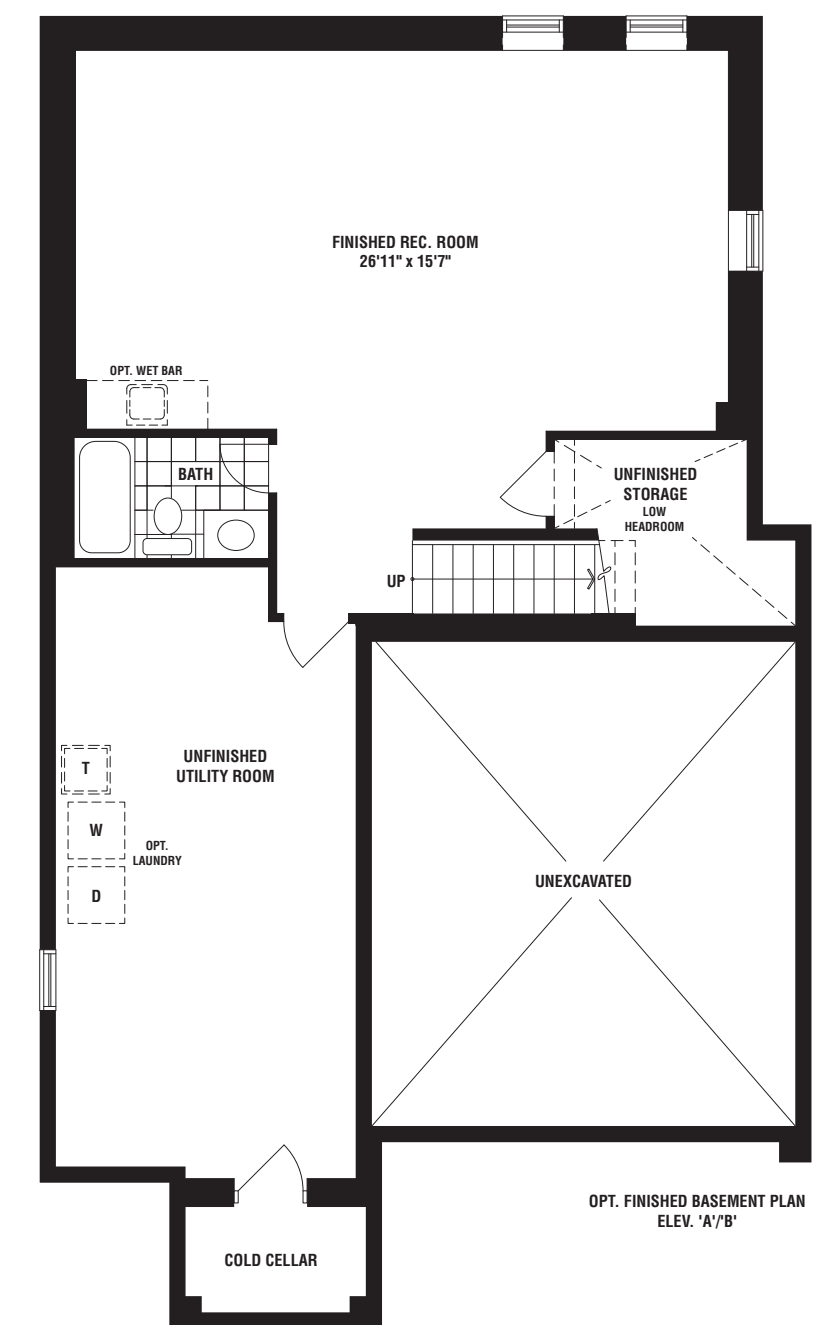 FINISHED REC. ROOM
26'11" x 15'7"
OPT. WET BAR
BATH
UNFINISHED
STORAGE
LOW
HEADROOM
UP
UNFINISHED
UTILITY ROOM
T
W
OPT.
LAUNDRY
D
UNEXCAVATED
OPT. FINISHED BASEMENT PLAN
ELEV. 'A'/'B'
COLD CELLAR